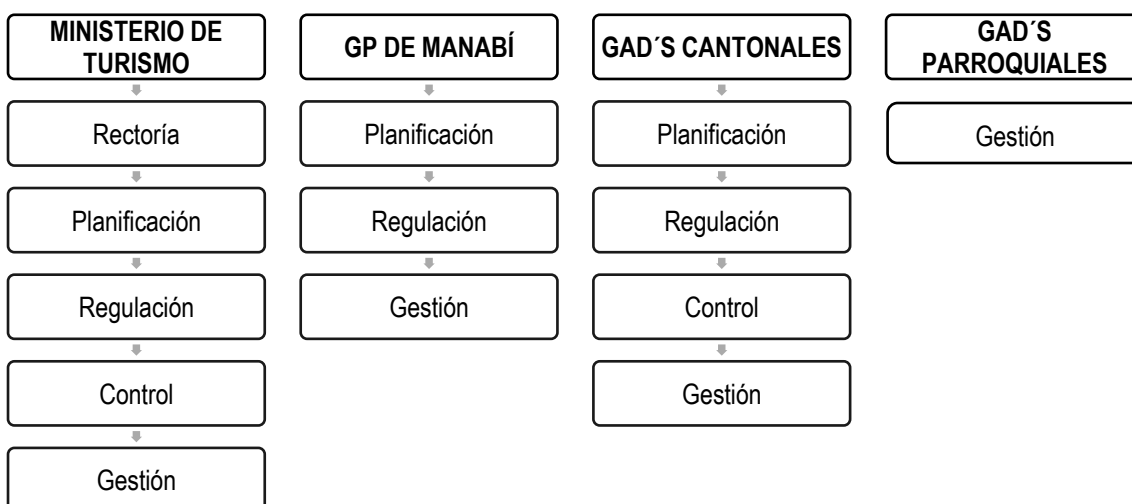 MINISTERIO DE
TURISMO
Rectoría
Planificación
Regulación
Control
Gestión
GP DE MANABÍ
Planificación
Regulación
Gestión
GAD´S CANTONALES
Planificación
Regulación
Control
Gestión
GAD´S
PARROQUIALES
Gestión